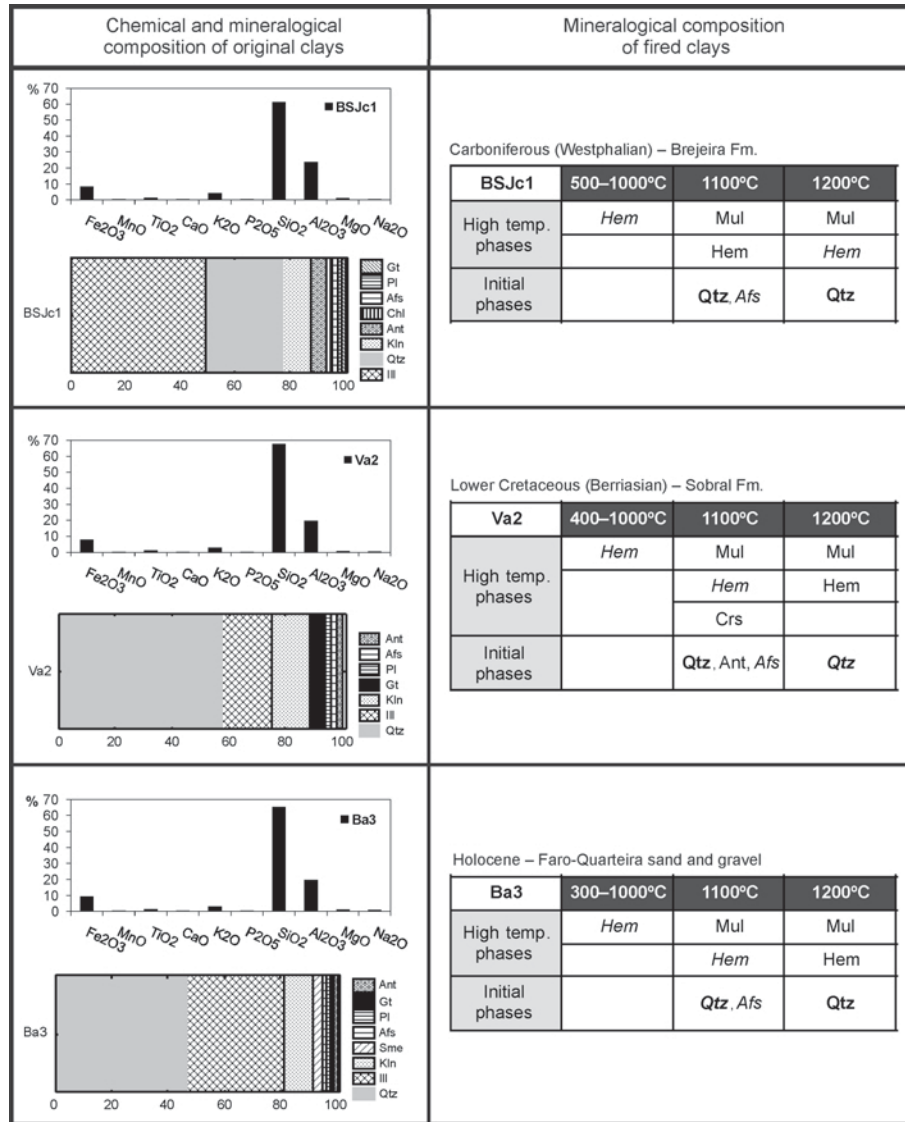 Chemical and mineralogical
composition of original clays
Mineralogical composition
of fired clays
% 70
60
50
40
30
20
10
0
BSJc1
Fe2O3 MnO TiO2 CaO K2O P2O5 SiO2 Al2O3 MgO Na2O
BSJc1
0 20 40 60 80 100
Gt
Pl
Afs
Chl
Ant
Kln
Qtz
Ill
Carboniferous (Westphalian) – Brejeira Fm.
BSJc1 500–1000ºC 1100ºC 1200ºC
High temp.
phases
Hem Mul Mul
Hem Hem
Initial
phases
Qtz, Afs Qtz
% 70
60
50
40
30
20
10
0
Va2
Fe2O3 MnO TiO2 CaO K2O P2O5 SiO2 Al2O3 MgO Na2O
Va2
0 20 40 60 80 100
Ant
Afs
Pl
Gt
Kln
Ill
Qtz
Lower Cretaceous (Berriasian) – Sobral Fm.
Va2 400–1000ºC 1100ºC 1200ºC
High temp.
phases
Hem Mul Mul
Hem Hem
Crs
Initial
phases
Qtz, Ant, Afs Qtz
% 70
60
50
40
30
20
10
0
Ba3
Fe2O3 MnO TiO2 CaO K2O P2O5 SiO2 Al2O3 MgO Na2O
Ba3
0 20 40 60 80 100
Ant
Gt
Pl
Afs
Sme
Kln
Ill
Qtz
Holocene – Faro-Quarteira sand and gravel
Ba3 300–1000ºC 1100ºC 1200ºC
High temp.
phases
Hem Mul Mul
Hem Hem
Initial
phases
Qtz, Afs Qtz